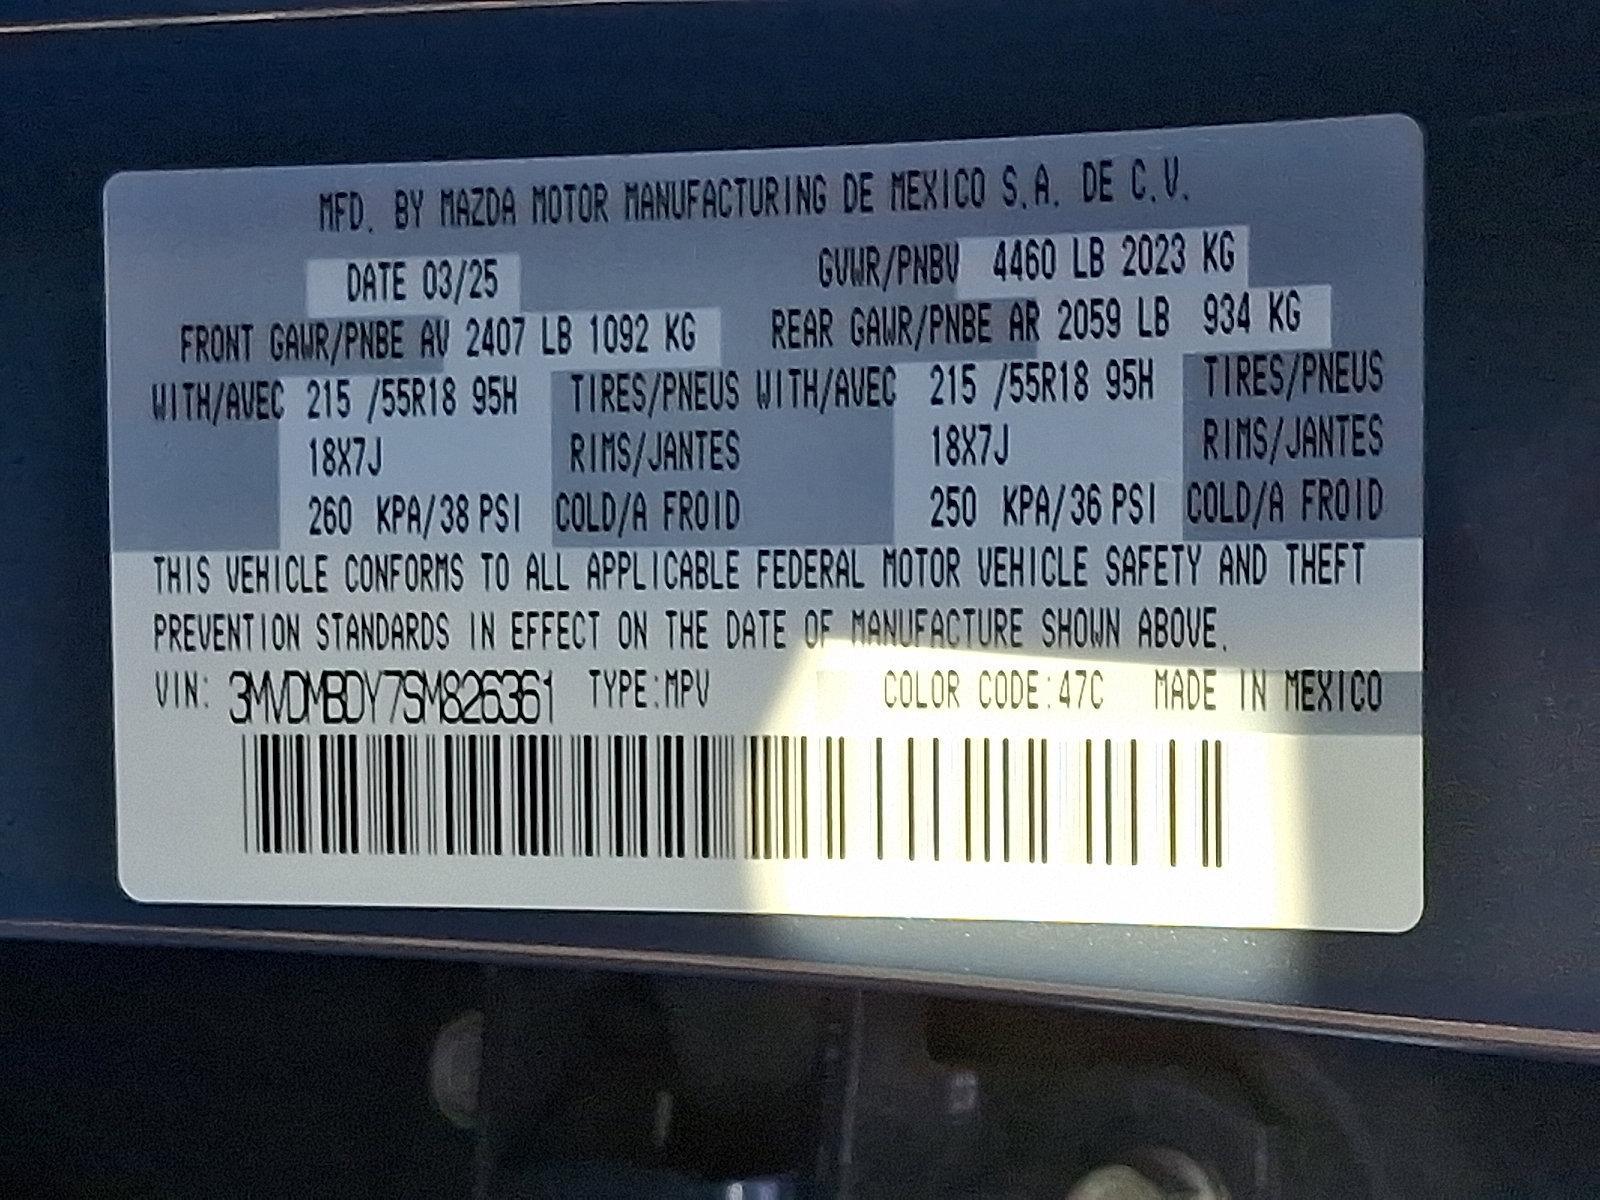 MFD. BY MAZDA MOTOR MANUFACTURING DE MEXICO S.A. DE C.V.
DATE 03/25 GVWR/PNBV 4460 LB 2023 KG
FRONT GAWR/PNBE AV 2407 LB 1092 KG REAR GAWR/PNBE AR 2059 LB 934 KG
WITH/AVEC 215 /55R18 95H TIRES/PNEUS WITH/AVEC 215 /55R18 95H TIRES/PNEUS
18X7J RIMS/JANTES 18X7J RIMS/JANTES
260 KPA/38 PSI COLD/A FROID 250 KPA/36 PSI COLD/A FROID
THIS VEHICLE CONFORMS TO ALL APPLICABLE FEDERAL MOTOR VEHICLE SAFETY AND THEFT
PREVENTION STANDARDS IN EFFECT ON THE DATE OF MANUFACTURE SHOWN ABOVE.
VIN: 3MVDMBDY7SM826361 TYPE:MPV COLOR CODE:47C MADE IN MEXICO